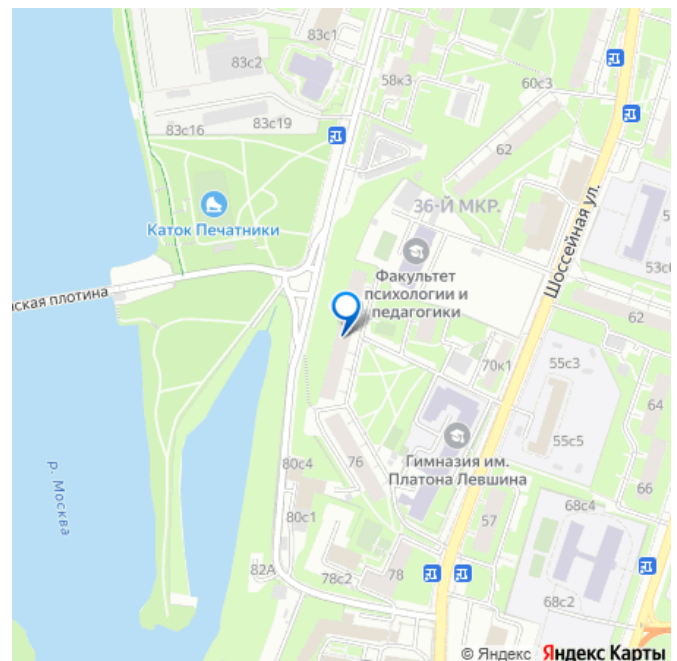 83с1
83с2
58к3
60с3
83с16
83с19
62
36-Й МКР.
Шоссейная ул.
Каток Печатники
Факультет
психологии и
педагогики
53с
нская плотина
62
70к1
55с3
64
р. Москва
80с4
76
Гимназия им.
Платона Левшина
55с5
66
68с4
80с1
57
82А
78с2
78
68с2
© Яндекс Яндекс Карты